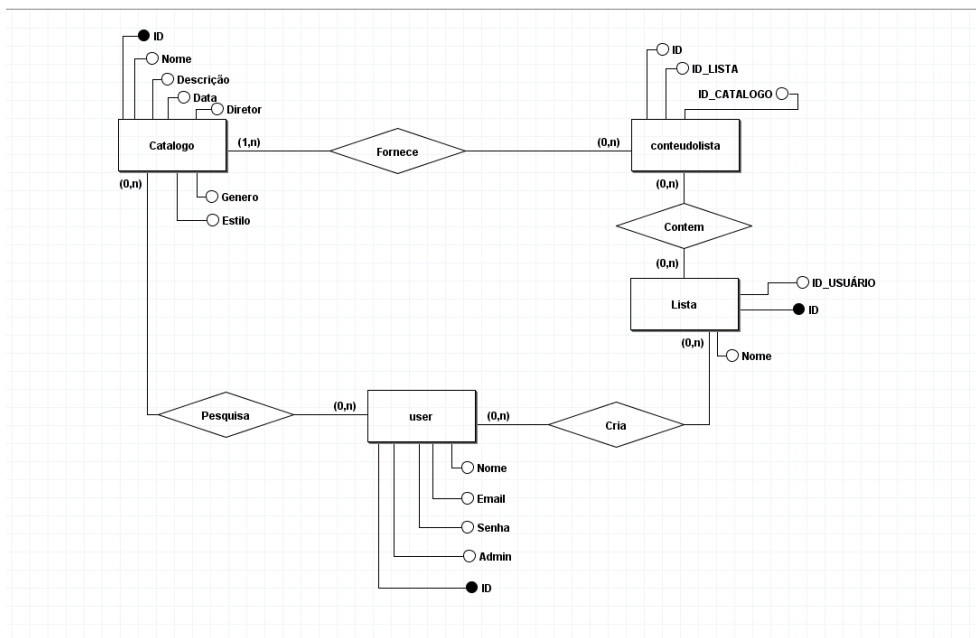 ID
Nome
Descrição
Data
Diretor
Catalogo
(1,n)
(0,n)
Genero
Estilo
Fornece
(0,n)
ID
ID_LISTA
ID_CATALOGO
conteudolista
(0,n)
Contem
(0,n)
Lista
ID_USUÁRIO
ID
(0,n)
Nome
Pesquisa
(0,n)
user
(0,n)
Cria
Nome
Email
Senha
Admin
ID